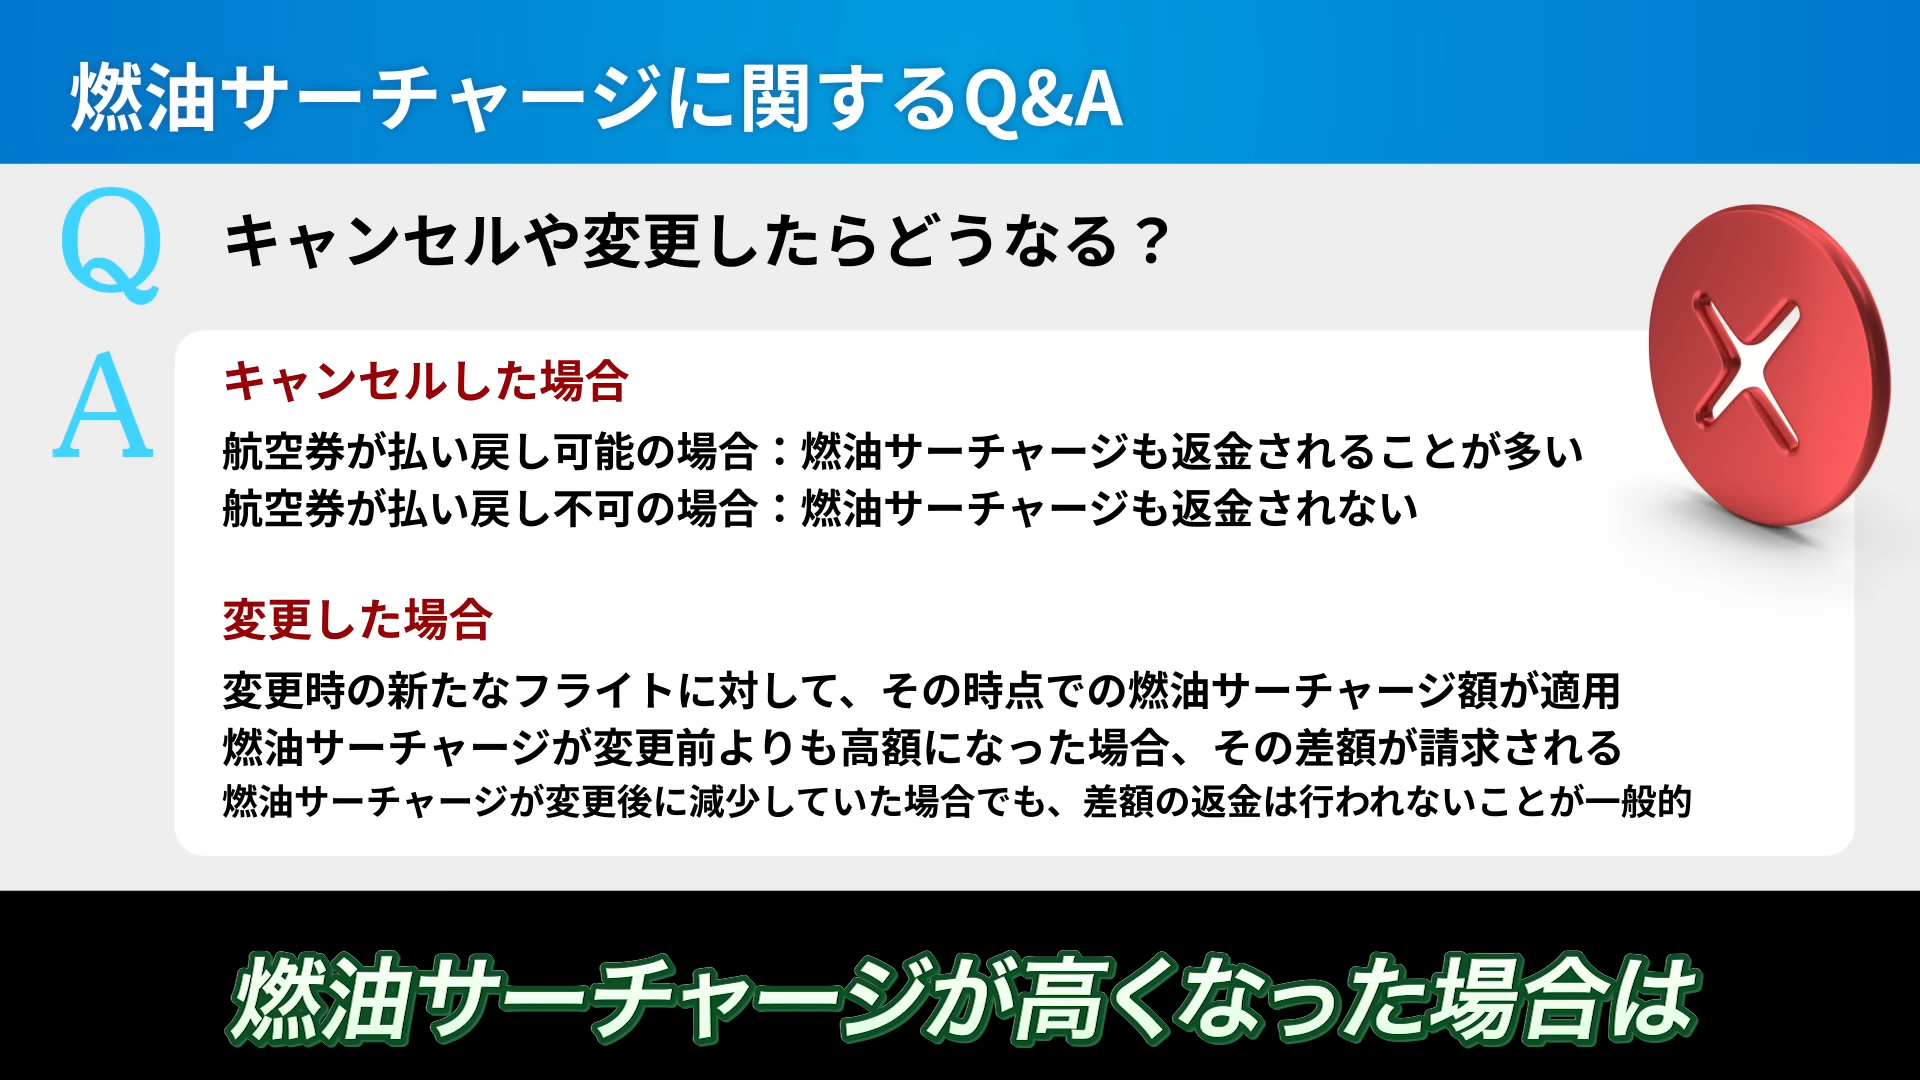 燃油サーチャージに関するQ&A
Q キャンセルや変更したらどうなる？
A
キャンセルした場合
航空券が払い戻し可能の場合：燃油サーチャージも返金されることが多い
航空券が払い戻し不可の場合：燃油サーチャージも返金されない
変更した場合
変更時の新たなフライトに対して、その時点での燃油サーチャージ額が適用
燃油サーチャージが変更前よりも高額になった場合、その差額が請求される
燃油サーチャージが変更後に減少していた場合でも、差額の返金は行われないことが一般的
燃油サーチャージが高くなった場合は